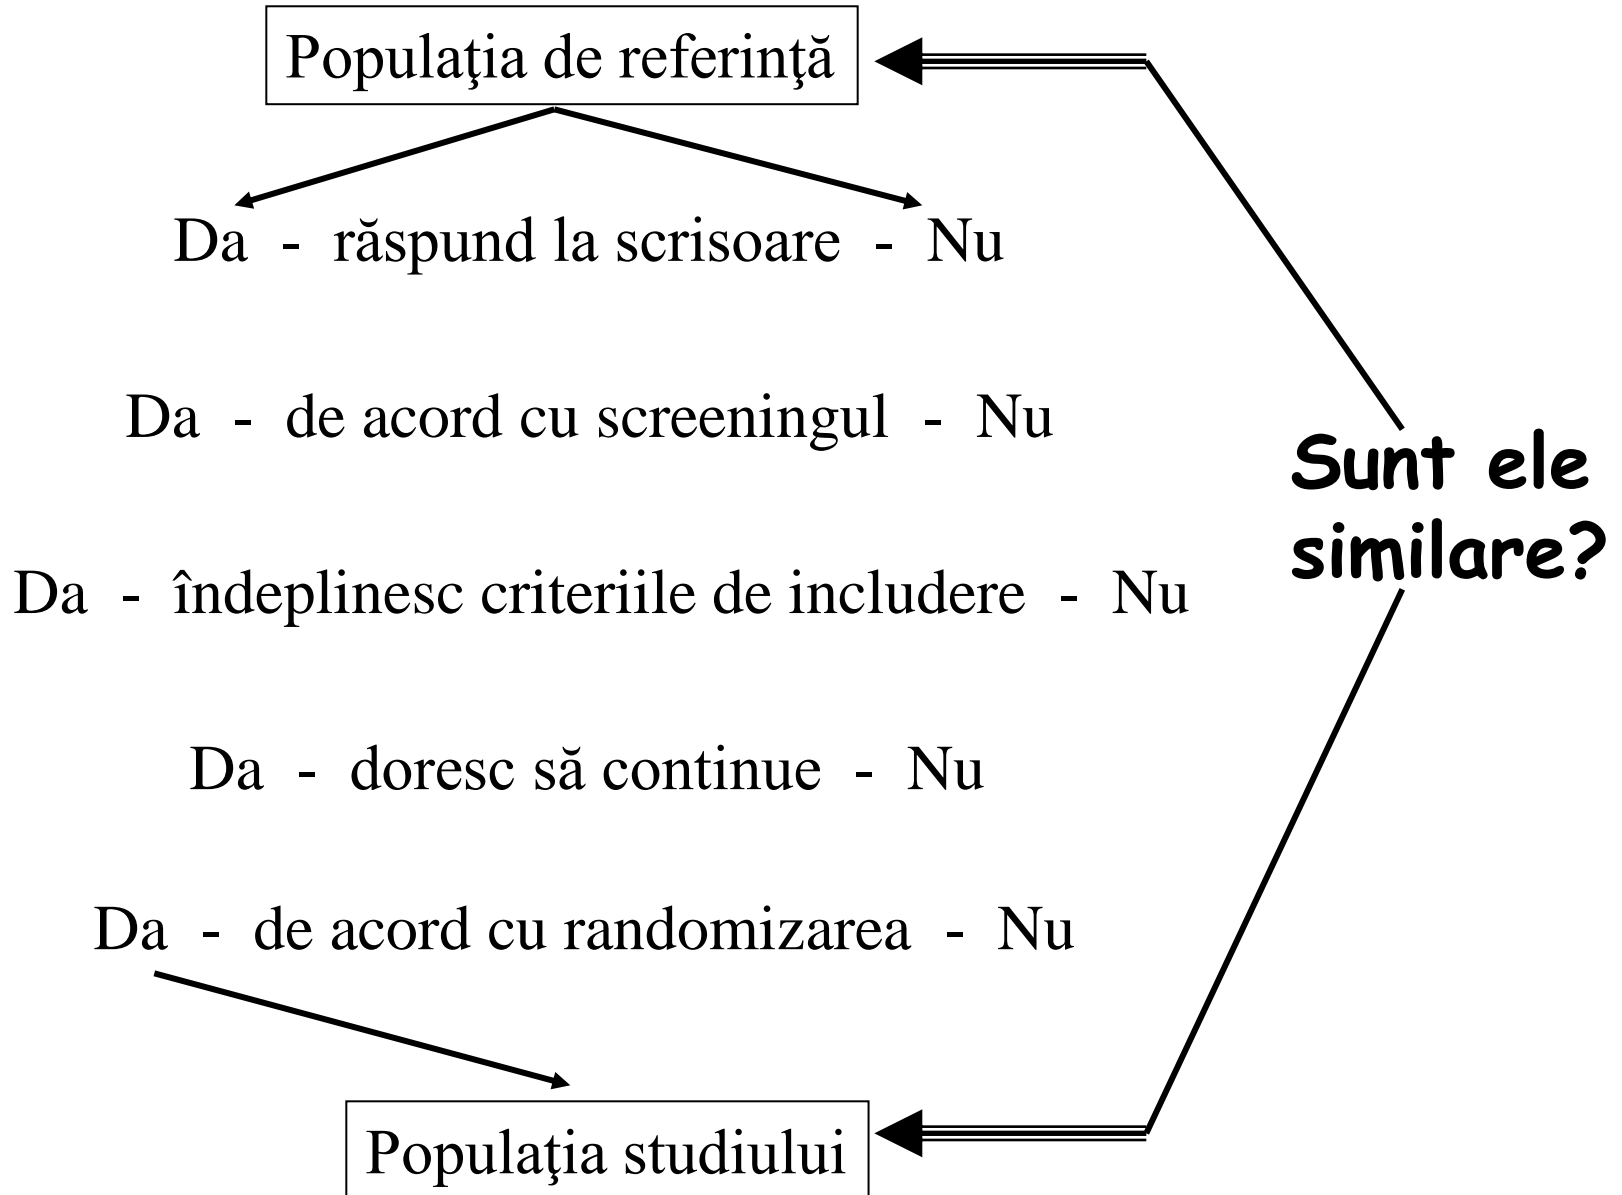 Populaţia de referinţă
Da - răspund la scrisoare - Nu
Da - de acord cu screeningul - Nu
Sunt ele
similare?
Da - îndeplinesc criteriile de includere - Nu
Da - doresc să continue - Nu
Da - de acord cu randomizarea - Nu
Populaţia studiului